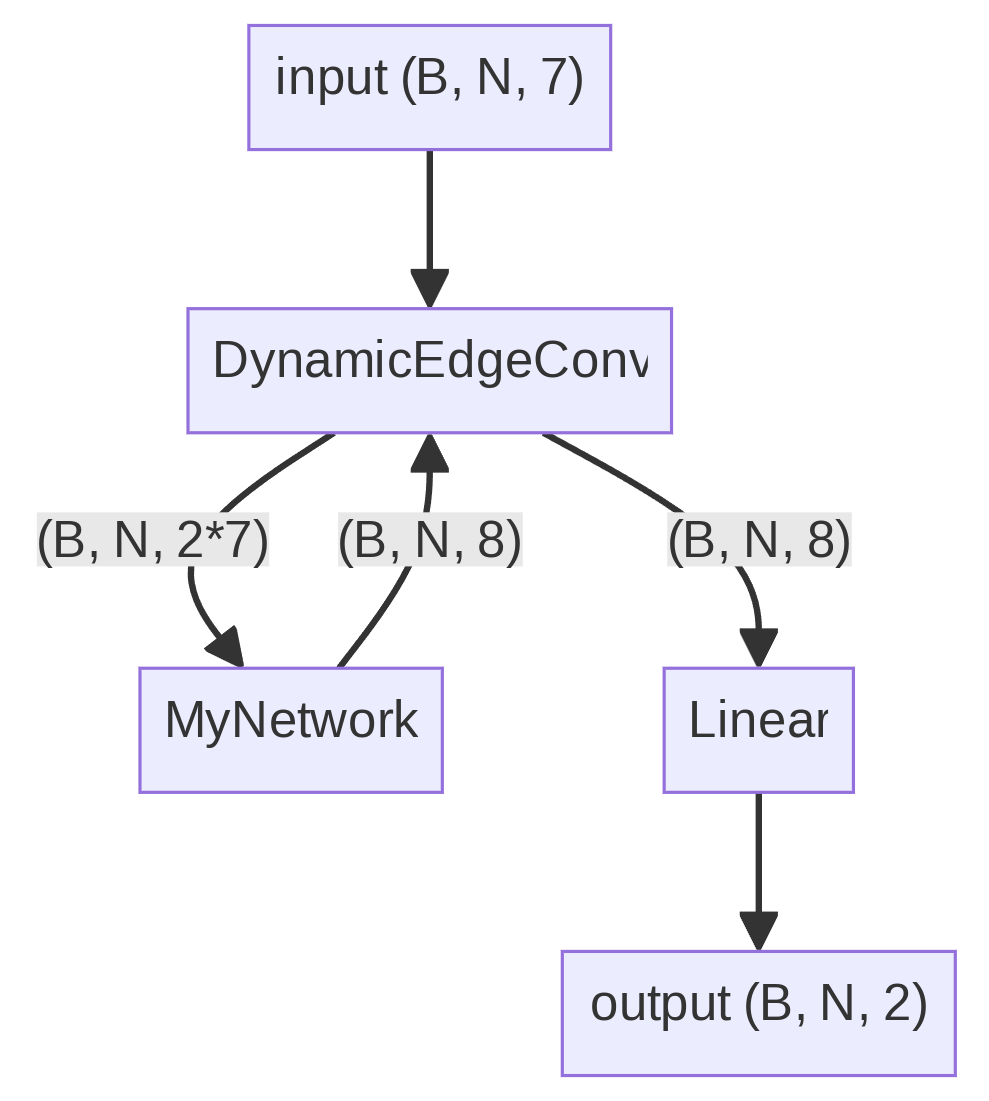 input (B, N, 7)
DynamicEdgeConv
(B, N, 2*7)
(B, N, 8)
(B, N, 8)
MyNetwork
Linear
output (B, N, 2)